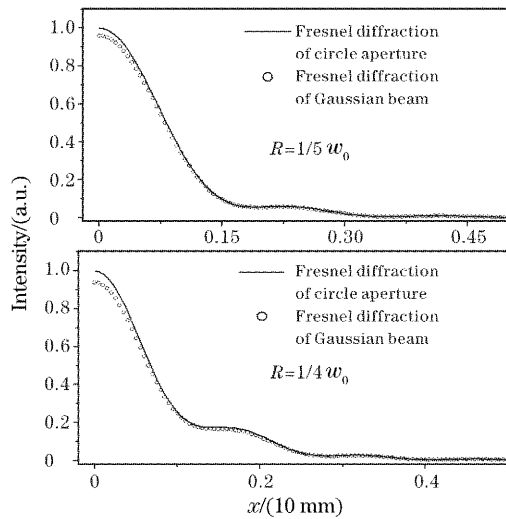 Intensity/(a.u.)
1.0
0.8
0.6
0.4
0.2
0
Fresnel diffraction
of circle aperture
Fresnel diffraction
of Gaussian beam
R=1/5 w₀
0 0.15 0.30 0.45
1.0
0.8
0.6
0.4
0.2
0
Fresnel diffraction
of circle aperture
Fresnel diffraction
of Gaussian beam
R=1/4 w₀
0 0.2 0.4
x/(10 mm)